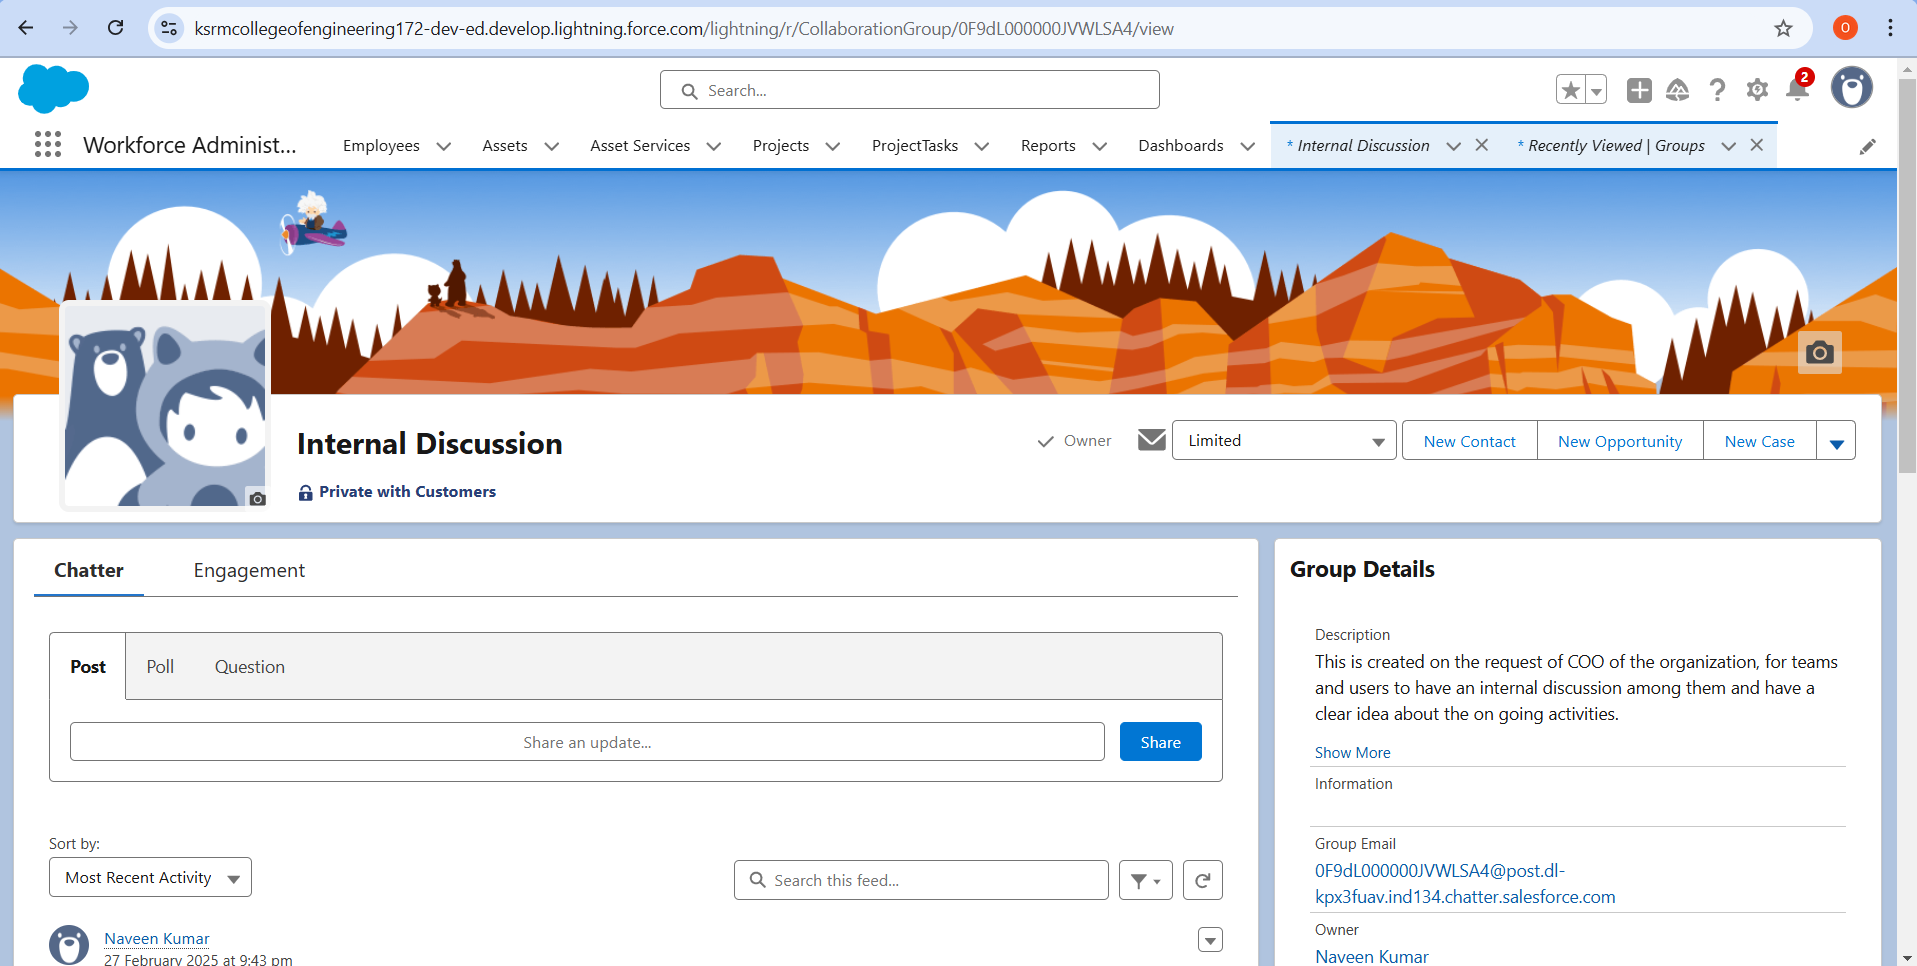 ksrmcollegeofengineering172-dev-ed.develop.lightning.force.com/lightning/r/CollaborationGroup/0F9dL000000JVWLSA4/view
O
Search...
2
Workforce Administ...
Employees
Assets
Asset Services
Projects
ProjectTasks
Reports
Dashboards
* Internal Discussion
* Recently Viewed | Groups
Internal Discussion
Private with Customers
Owner
Limited
New Contact
New Opportunity
New Case
Chatter
Engagement
Post
Poll
Question
Share an update...
Share
Sort by:
Most Recent Activity
Search this feed...
Naveen Kumar
27 February 2025 at 9:43 pm
Group Details
Description
This is created on the request of COO of the organization, for teams
and users to have an internal discussion among them and have a
clear idea about the on going activities.
Show More
Information
Group Email
0F9dL000000JVWLSA4@post.dl-
kpx3fuav.ind134.chatter.salesforce.com
Owner
Naveen Kumar